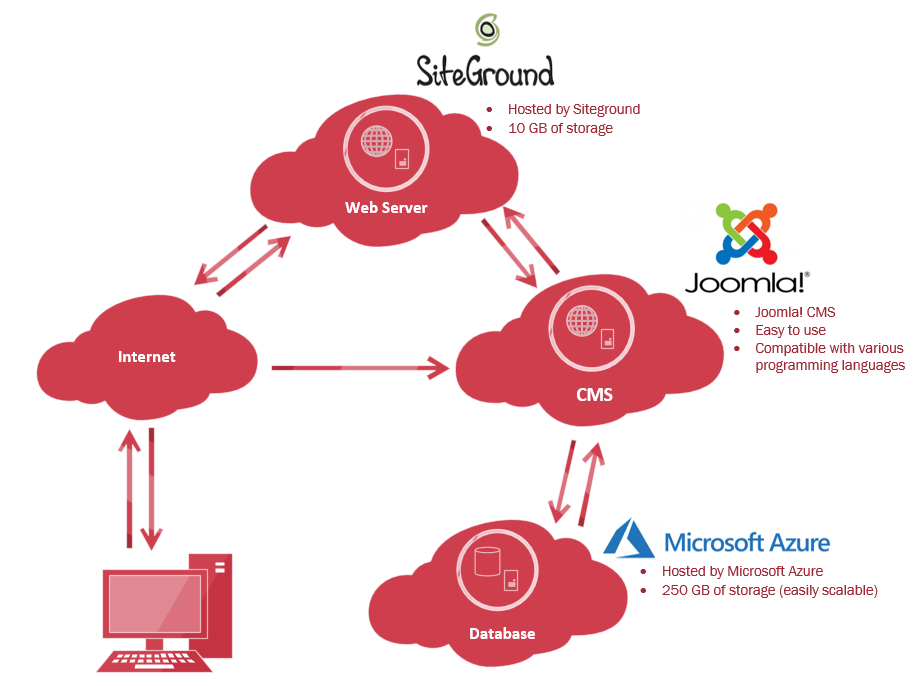 SiteGround
• Hosted by Siteground
• 10 GB of storage
Web Server
Joomla!®
• Joomla! CMS
• Easy to use
• Compatible with various
programming languages
Internet
CMS
Microsoft Azure
• Hosted by Microsoft Azure
• 250 GB of storage (easily scalable)
Database